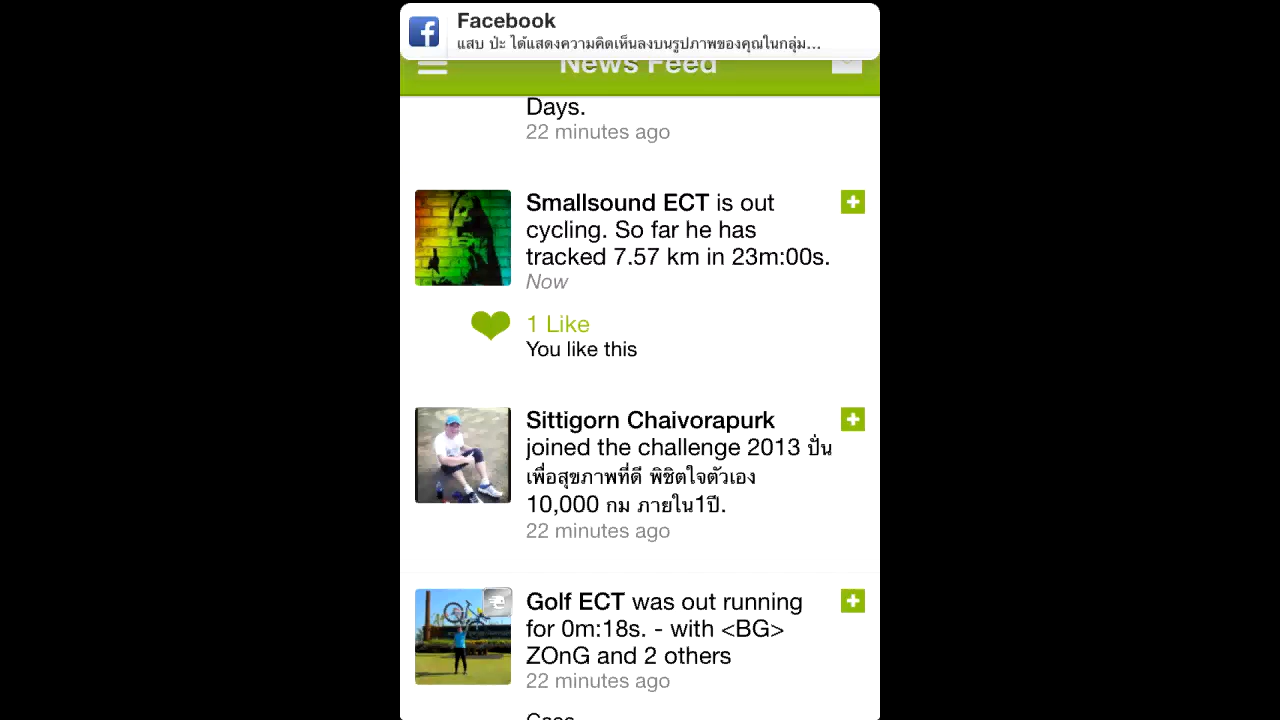 Facebook
แสบ ป่ะ ได้แสดงความคิดเห็นลงบนรูปภาพของคุณในกลุ่ม...
News Feed
Days.
22 minutes ago
Smallsound ECT is out
cycling. So far he has
tracked 7.57 km in 23m:00s.
Now
1 Like
You like this
Sittigorn Chaivorapurk
joined the challenge 2013 ปั่น
เพื่อสุขภาพที่ดี พิชิตใจตัวเอง
10,000 กม ภายใน1ปี.
22 minutes ago
Golf ECT was out running
for 0m:18s. - with <BG>
ZOnG and 2 others
22 minutes ago